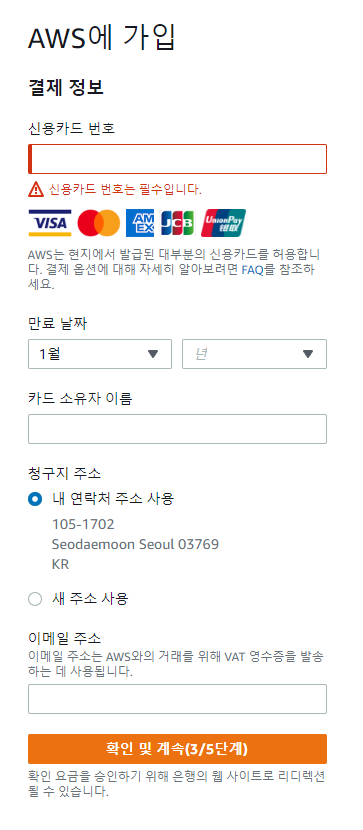 AWS에 가입
결제 정보
신용카드 번호
신용카드 번호는 필수입니다.
VISA AM EX JCB UnionPay 银联
AWS는 현지에서 발급된 대부분의 신용카드를 허용합니
다. 결제 옵션에 대해 자세히 알아보려면 FAQ를 참조하
세요.
만료 날짜
1월 년
카드 소유자 이름
청구지 주소
내 연락처 주소 사용
105-1702
Seodaemoon Seoul 03769
KR
새 주소 사용
이메일 주소
이메일 주소는 AWS와의 거래를 위해 VAT 영수증을 발송
하는 데 사용됩니다.
확인 및 계속(3/5단계)
확인 요금을 승인하기 위해 은행의 웹 사이트로 리디렉션
될 수 있습니다.